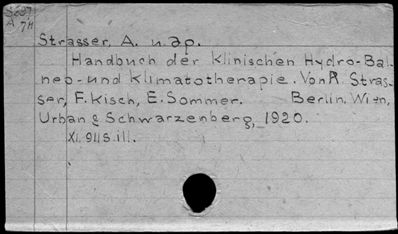 Strasser, A. u. др.
Handbuch der klinischen Hydro-Bal-
neo- und Klimatotherapie. Von A. Stras-
ser, F. Kisch, E. Sommer. Berlin. Wien,
Urban & Schwarzenberg, 1920.
XI. 911 S. ill.